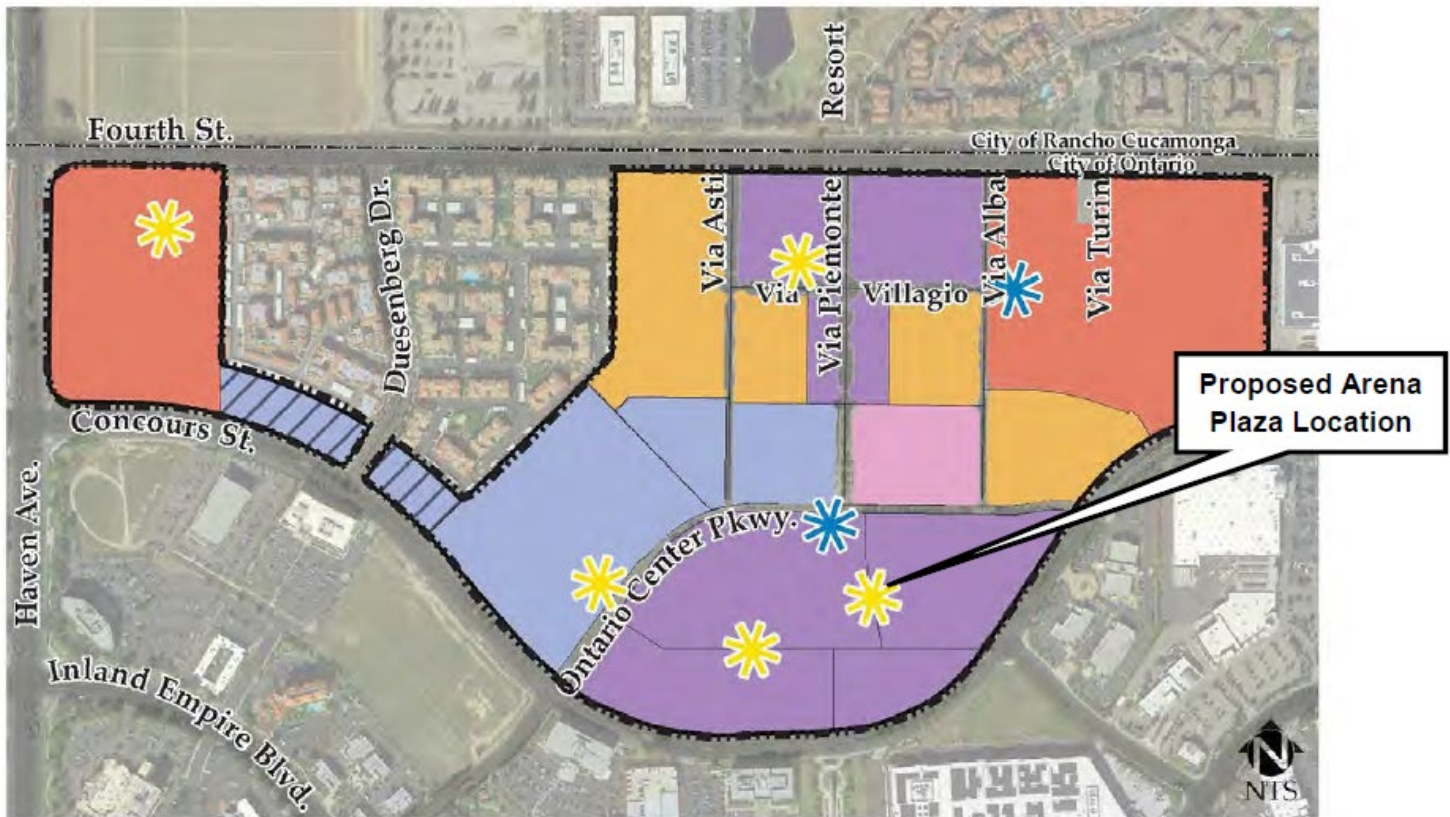 Resort
Fourth St.
City of Rancho Cucamonga
City of Ontario
Duesenberg Dr.
Via Asti
Via Piemonte
Via Alba
Via Turin
Via Villagio
Proposed Arena
Plaza Location
Concours St.
Haven Ave.
Ontario Center Pkwy.
Inland Empire Blvd.
N
NTS